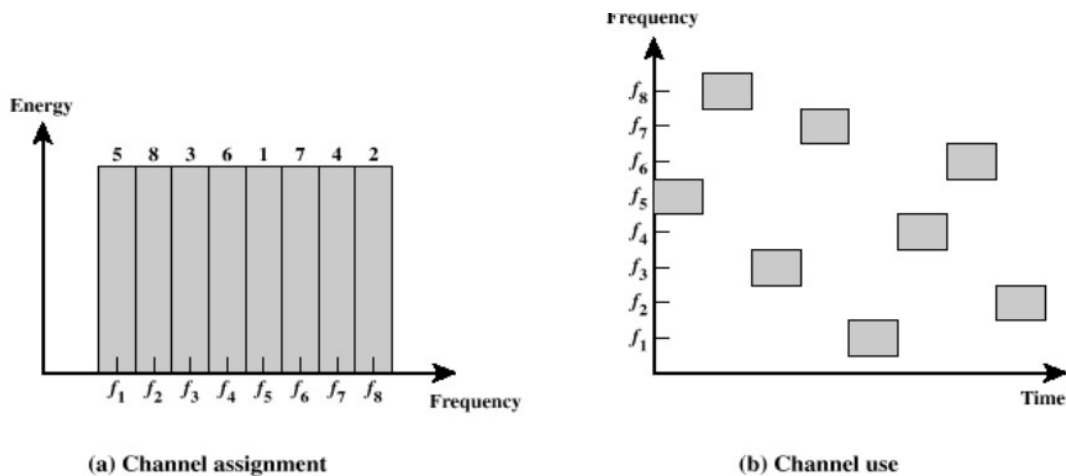 Energy
5 8 3 6 1 7 4 2
f1 f2 f3 f4 f5 f6 f7 f8
Frequency
(a) Channel assignment
Frequency
f8
f7
f6
f5
f4
f3
f2
f1
Time
(b) Channel use